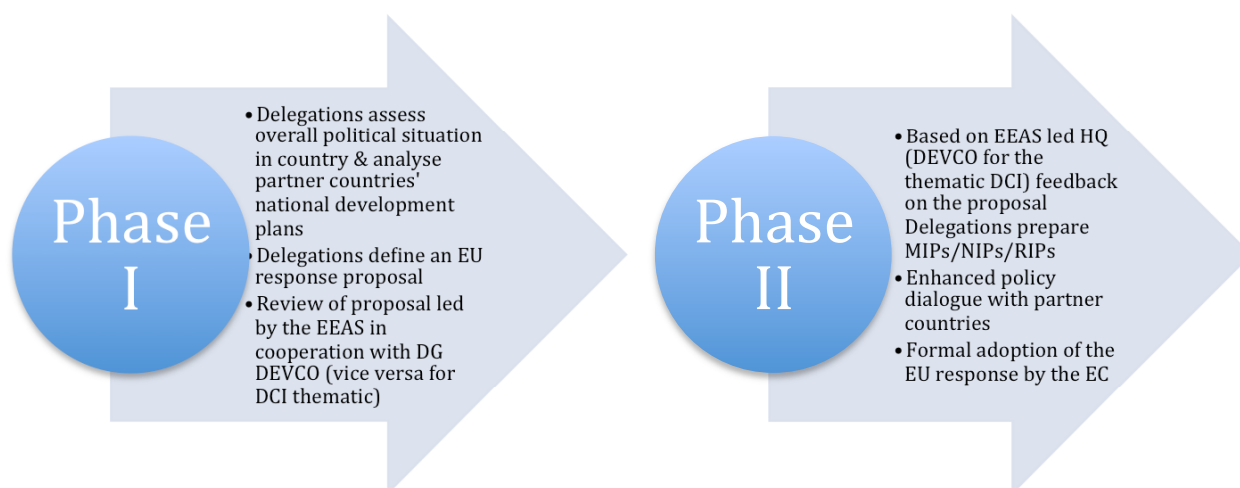 Phase
I
• Delegations assess
overall political situation
in country & analyse
partner countries'
national development
plans
• Delegations define an EU
response proposal
• Review of proposal led
by the EEAS in
cooperation with DG
DEVCO (vice versa for
DCI thematic)
Phase
II
• Based on EEAS led HQ
(DEVCO for the
thematic DCI) feedback
on the proposal
Delegations prepare
MIPs/NIPs/RIPs
• Enhanced policy
dialogue with partner
countries
• Formal adoption of the
EU response by the EC